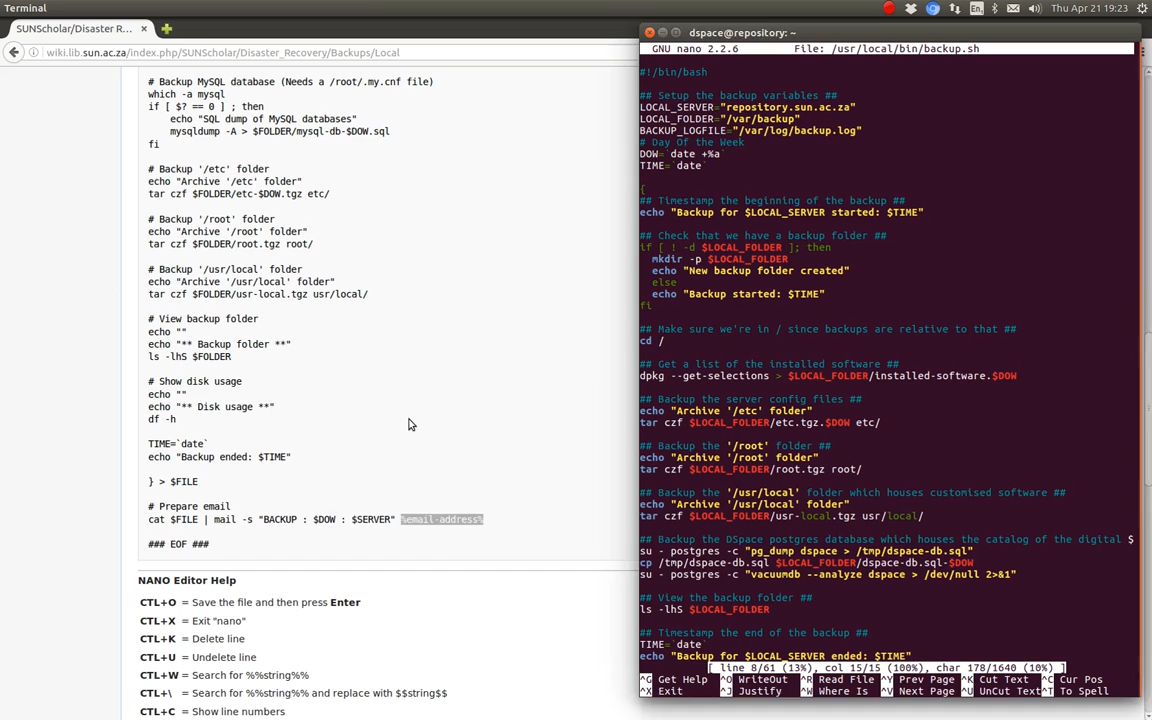 Terminal
En
Thu Apr 21 19:23
SUNScholar/Disaster R...
wiki.lib.sun.ac.za/index.php/SUNScholar/Disaster_Recovery/Backups/Local
# Backup MySQL database (Needs a /root/.my.cnf file)
which -a mysql
if [ $? == 0 ] ; then
echo "SQL dump of MySQL databases"
mysqldump -A > $FOLDER/mysql-db-$DOW.sql
fi
# Backup '/etc' folder
echo "Archive '/etc' folder"
tar czf $FOLDER/etc-$DOW.tgz etc/
# Backup '/root' folder
echo "Archive '/root' folder"
tar czf $FOLDER/root.tgz root/
# Backup '/usr/local' folder
echo "Archive '/usr/local' folder"
tar czf $FOLDER/usr-local.tgz usr/local/
# View backup folder
echo ""
echo "** Backup folder **"
ls -lhS $FOLDER
# Show disk usage
echo ""
echo "** Disk usage **"
df -h
TIME=`date`
echo "Backup ended: $TIME"
} > $FILE
# Prepare email
cat $FILE | mail -s "BACKUP : $DOW : $SERVER" %email-address%
### EOF ###
NANO Editor Help
CTL+O = Save the file and then press Enter
CTL+X = Exit "nano"
CTL+K = Delete line
CTL+U = Undelete line
CTL+W = Search for %%string%%
CTL+\ = Search for %%string%% and replace with $$string$$
CTL+C = Show line numbers
dspace@repository: ~
GNU nano 2.2.6 File: /usr/local/bin/backup.sh
#!/bin/bash
## Setup the backup variables ##
LOCAL_SERVER="repository.sun.ac.za"
LOCAL_FOLDER="/var/backup"
BACKUP_LOGFILE="/var/log/backup.log"
# Day Of the Week
DOW=`date +%a`
TIME=`date`
{
## Timestamp the beginning of the backup ##
echo "Backup for $LOCAL_SERVER started: $TIME"
## Check that we have a backup folder ##
if [ ! -d $LOCAL_FOLDER ]; then
mkdir -p $LOCAL_FOLDER
echo "New backup folder created"
else
echo "Backup started: $TIME"
fi
## Make sure we're in / since backups are relative to that ##
cd /
## Get a list of the installed software ##
dpkg --get-selections > $LOCAL_FOLDER/installed-software.$DOW
## Backup the server config files ##
echo "Archive '/etc' folder"
tar czf $LOCAL_FOLDER/etc.tgz.$DOW etc/
## Backup the '/root' folder ##
echo "Archive '/root' folder"
tar czf $LOCAL_FOLDER/root.tgz root/
## Backup the '/usr/local' folder which houses customised software ##
echo "Archive '/usr/local' folder"
tar czf $LOCAL_FOLDER/usr-local.tgz usr/local/
## Backup the DSpace postgres database which houses the catalog of the digital $
su - postgres -c "pg_dump dspace > /tmp/dspace-db.sql"
cp /tmp/dspace-db.sql $LOCAL_FOLDER/dspace-db.sql-$DOW
su - postgres -c "vacuumdb --analyze dspace > /dev/null 2>&1"
## View the backup folder ##
ls -lhS $LOCAL_FOLDER
## Timestamp the end of the backup ##
TIME=`date`
echo "Backup for $LOCAL_SERVER ended: $TIME"
[ line 8/61 (13%), col 15/15 (100%), char 178/1640 (10%) ]
^G Get Help ^O WriteOut ^R Read File ^Y Prev Page ^K Cut Text ^C Cur Pos
^X Exit ^J Justify ^W Where Is ^V Next Page ^U UnCut Text ^T To Spell